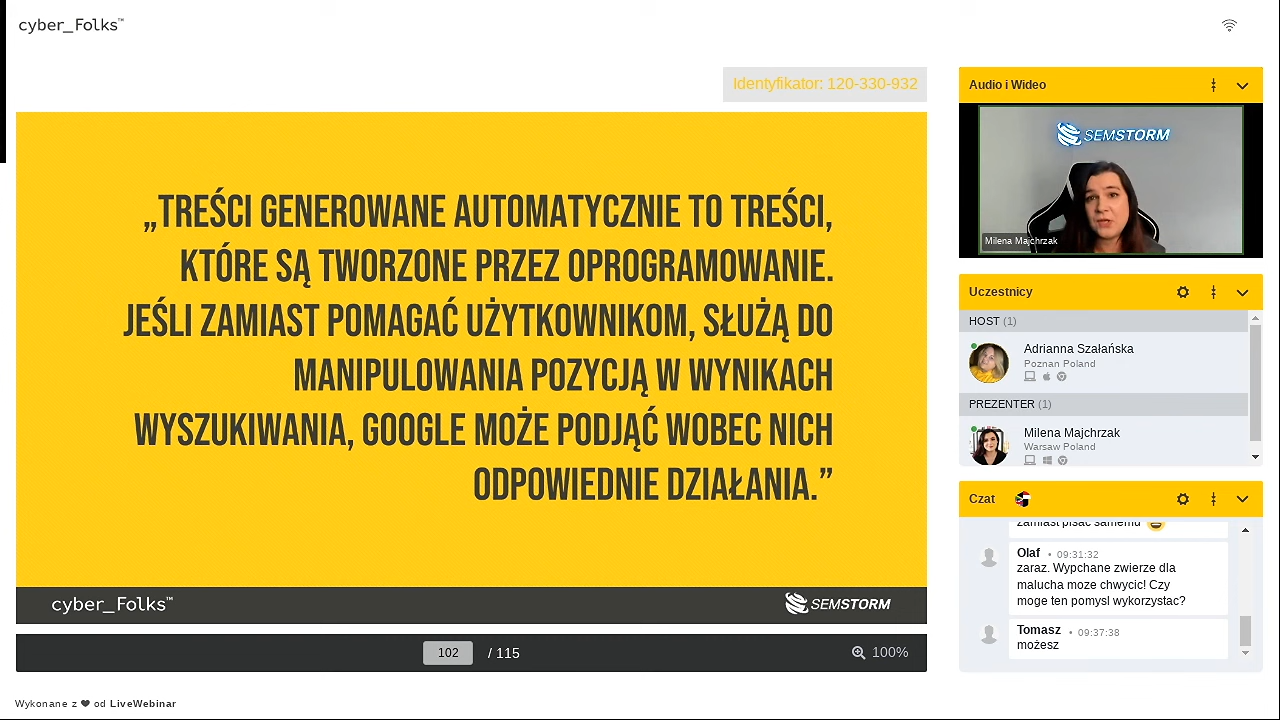 cyber_Folks™
Identyfikator: 120-330-932
„TREŚCI GENEROWANE AUTOMATYCZNIE TO TREŚCI,
KTÓRE SĄ TWORZONE PRZEZ OPROGRAMOWANIE.
JEŚLI ZAMIAST POMAGAĆ UŻYTKOWNIKOM, SŁUŻĄ DO
MANIPULOWANIA POZYCJĄ W WYNIKACH
WYSZUKIWANIA, GOOGLE MOŻE PODJĄĆ WOBEC NICH
ODPOWIEDNIE DZIAŁANIA.”
cyber_Folks™
SEMSTORM
102 / 115
100%
Wykonane z od LiveWebinar
Audio i Wideo
SEMSTORM
Milena Majchrzak
Uczestnicy
HOST (1)
Adrianna Szałańska
Poznan Poland
PREZENTER (1)
Milena Majchrzak
Warsaw Poland
Czat
zamiast pisać samemu
Olaf • 09:31:32
zaraz. Wypchane zwierze dla
malucha moze chwycic! Czy
moge ten pomysl wykorzystac?
Tomasz • 09:37:38
możesz